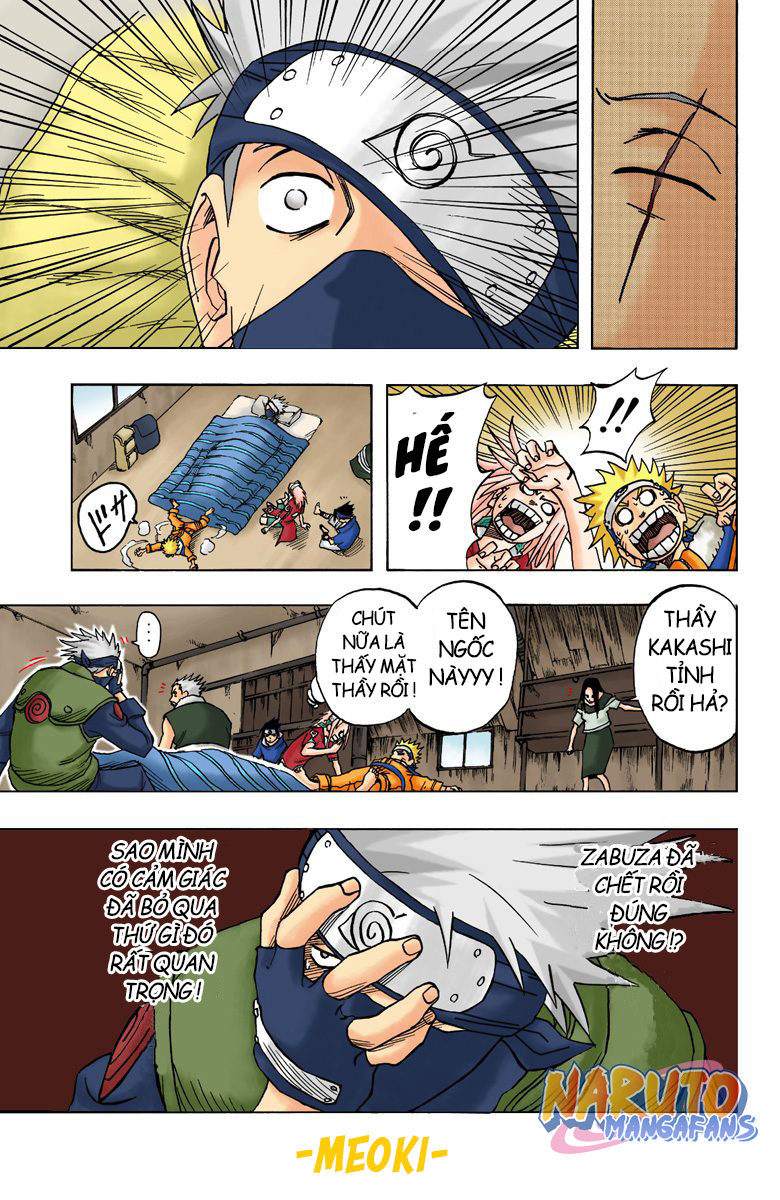 !!
HẾ
!!
ドサ
THẦY
KAKASHI
TỈNH
RỒI HẢ?
TÊN
NGỐC
NÀYYY!
CHÚT
NỮA LÀ
THẤY MẶT
THẦY RỒI!
...
ZABUZA ĐÃ
CHẾT RỒI
ĐÚNG
KHÔNG!?
SAO MÌNH
CÓ CẢM GIÁC
ĐÃ BỎ QUA
THỨ GÌ ĐÓ
RẤT QUAN
TRỌNG!
NARUTO
MANGAFANS
-MEOKI-